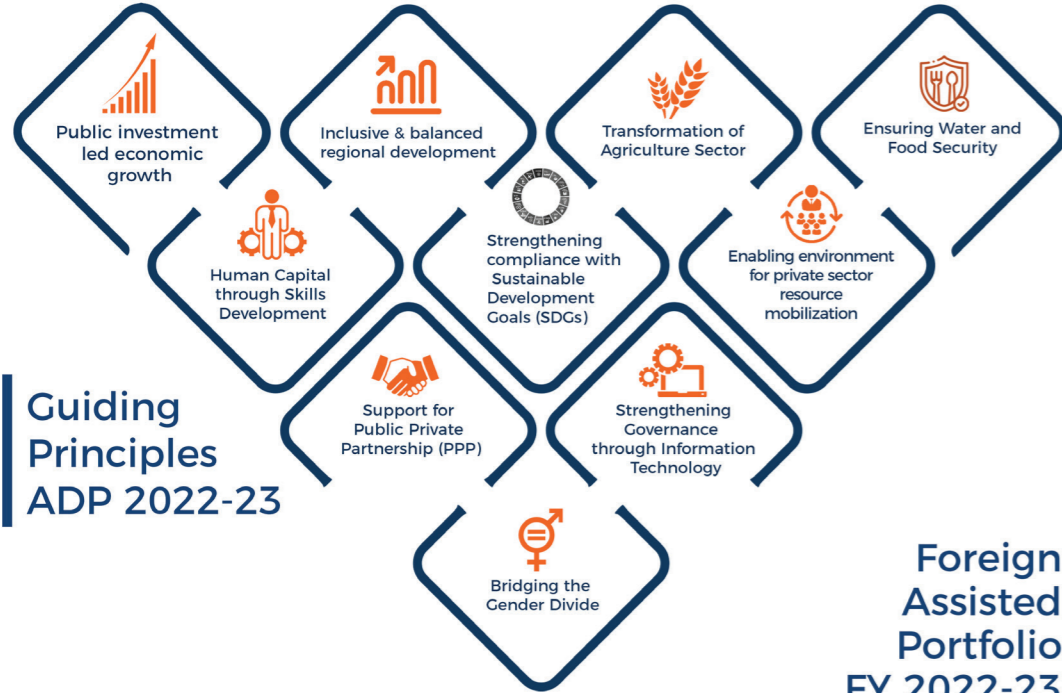 Public investment
led economic
growth
Inclusive & balanced
regional development
Transformation of
Agriculture Sector
Ensuring Water and
Food Security
Human Capital
through Skills
Development
Strengthening
compliance with
Sustainable
Development
Goals (SDGs)
Enabling environment
for private sector
resource
mobilization
Support for
Public Private
Partnership (PPP)
Strengthening
Governance
through Information
Technology
Bridging the
Gender Divide
Guiding
Principles
ADP 2022-23
Foreign
Assisted
Portfolio
FY 2022-23